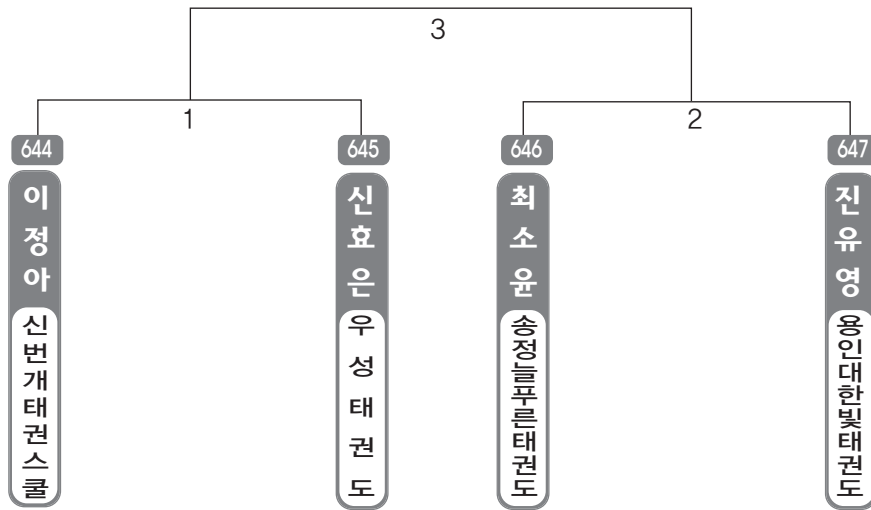 3
1
2
644
645
646
647
이정아
신효은
최소윤
진유영
신번개태권스쿨
우성태권도
송정늘푸른태권도
용인대한빛태권도